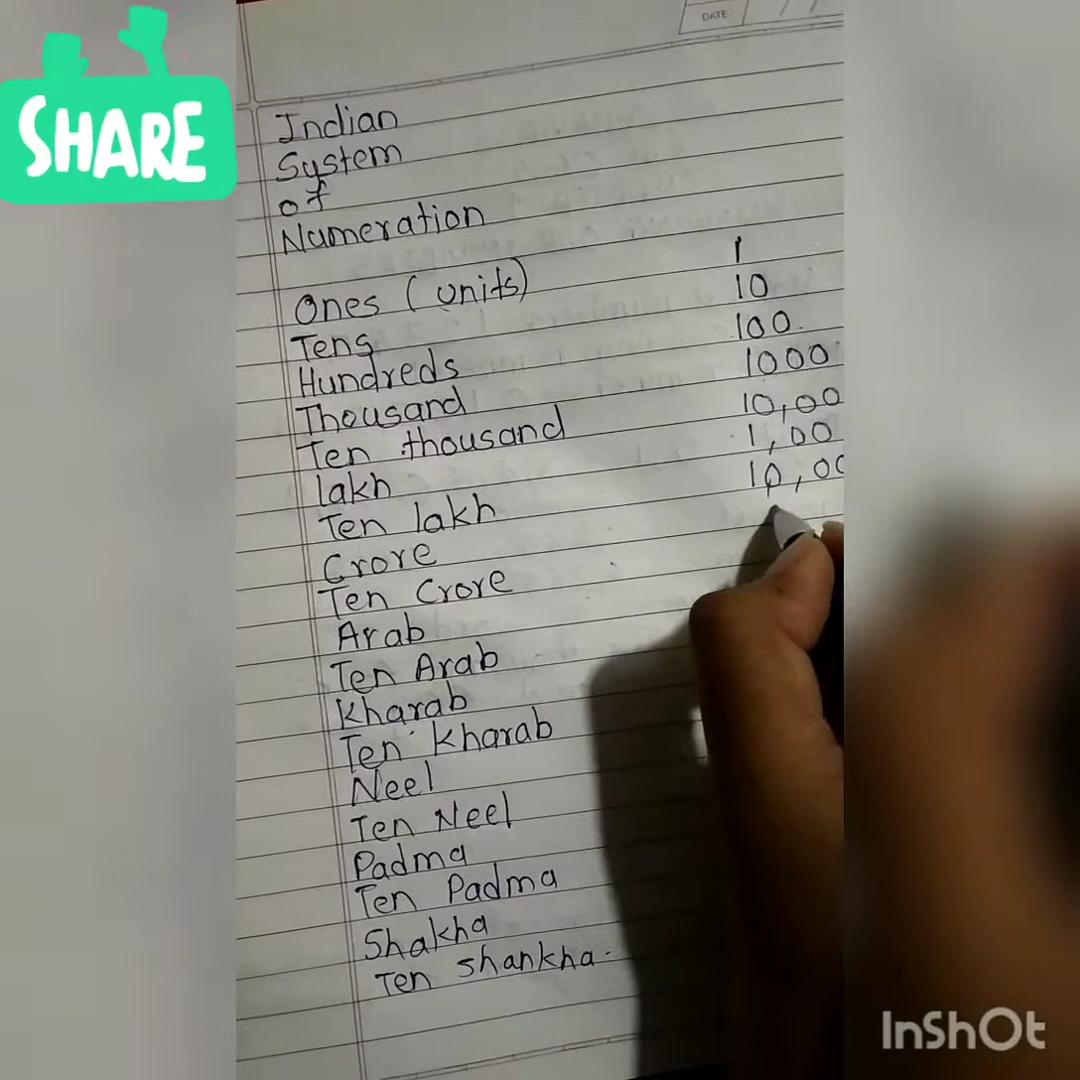 SHARE
DATE
Indian
System
of
Numeration
Ones (units) 1
Tens 10
Hundreds 100
Thousand 1000
Ten thousand 10,00
lakh 1,00
Ten lakh 10,00
Crore
Ten Crore
Arab
Ten Arab
Kharab
Ten Kharab
Neel
Ten Neel
Padma
Ten Padma
Shakha
Ten shankha.
InShOt